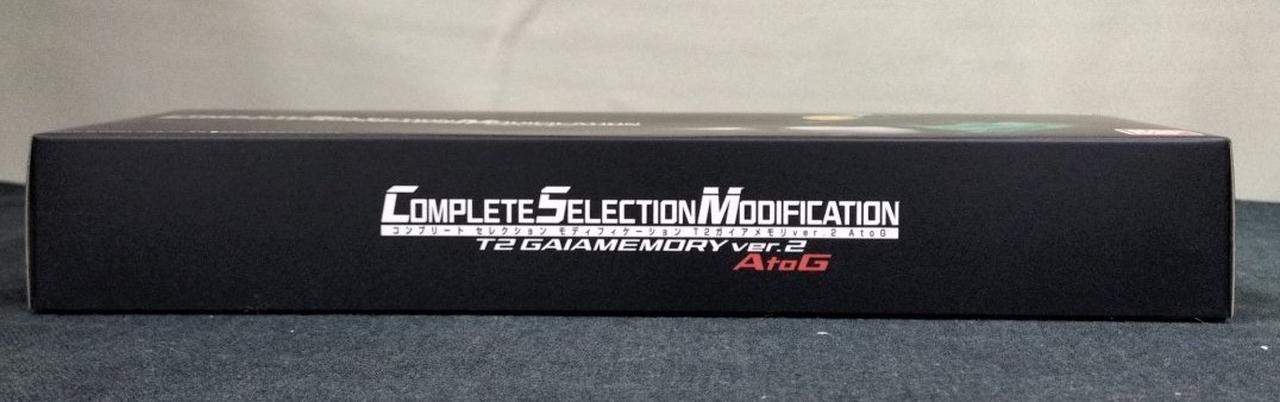 COMPLETE SELECTION MODIFICATION
コンプリート セレクション モディフィケーション T2ガイアメモリver.2 AtoG
T2 GAIAMEMORY ver.2
AtoG